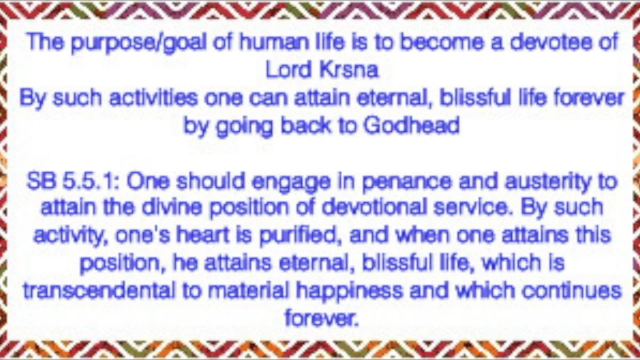 The purpose/goal of human life is to become a devotee of
Lord Krsna
By such activities one can attain eternal, blissful life forever
by going back to Godhead
SB 5.5.1: One should engage in penance and austerity to
attain the divine position of devotional service. By such
activity, one's heart is purified, and when one attains this
position, he attains eternal, blissful life, which is
transcendental to material happiness and which continues
forever.